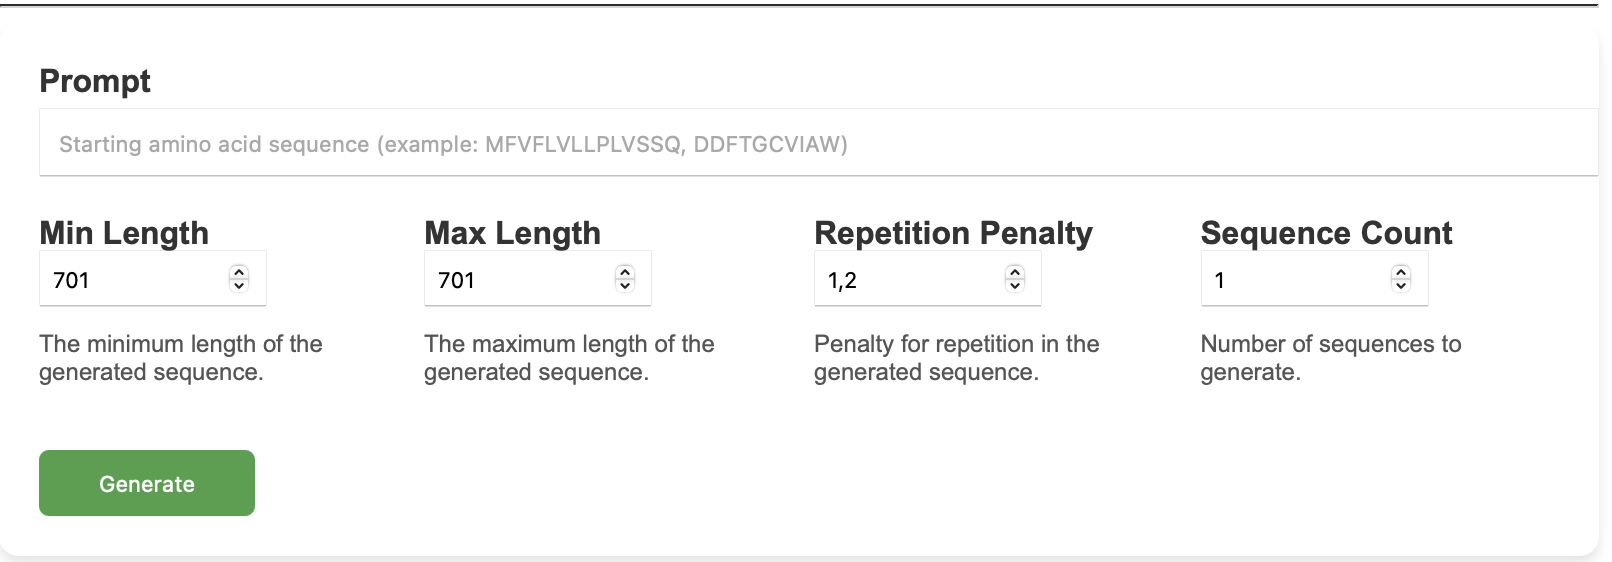 Prompt
Starting amino acid sequence (example: MFVFLVLLPLVSSQ, DDFTGCVIAW)
Min Length
701
The minimum length of the
generated sequence.
Max Length
701
The maximum length of the
generated sequence.
Repetition Penalty
1,2
Penalty for repetition in the
generated sequence.
Sequence Count
1
Number of sequences to
generate.
Generate